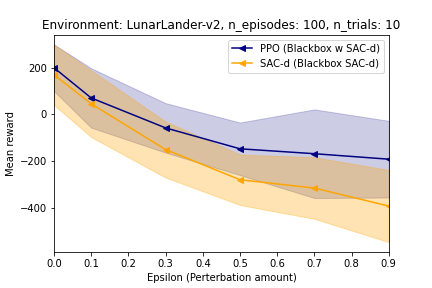 Environment: LunarLander-v2, n_episodes: 100, n_trials: 10
PPO (Blackbox w SAC-d)
SAC-d (Blackbox SAC-d)
Mean reward
200
0
−200
−400
0.0 0.1 0.2 0.3 0.4 0.5 0.6 0.7 0.8 0.9
Epsilon (Perterbation amount)